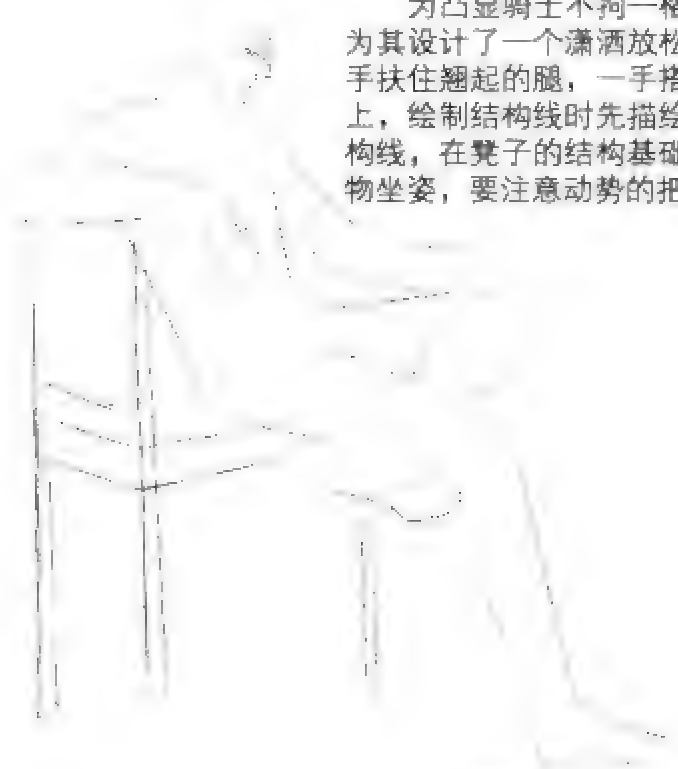 为凸显骑士不拘一格
为其设计了一个潇洒放松
手扶住翘起的腿，一手搭
上，绘制结构线时先描绘
构线，在凳子的结构基础
物坐姿，要注意动势的把